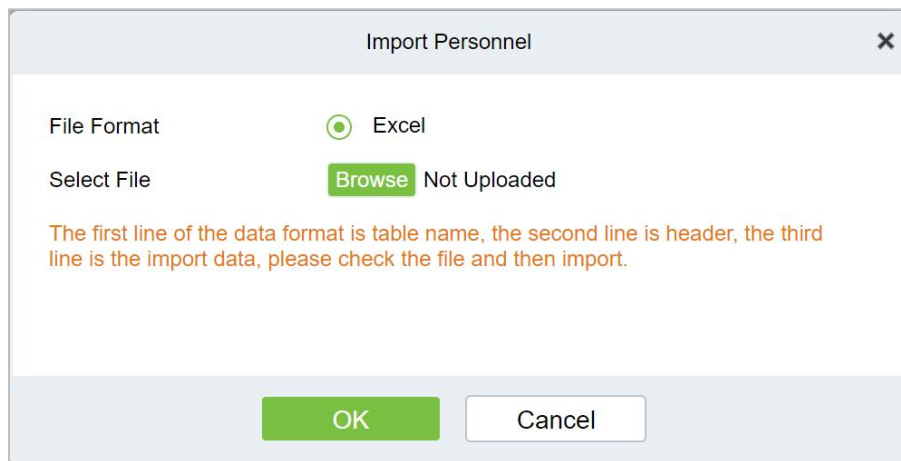 Import Personnel
File Format
Excel
Select File
Browse Not Uploaded
The first line of the data format is table name, the second line is header, the third
line is the import data, please check the file and then import.
OK
Cancel